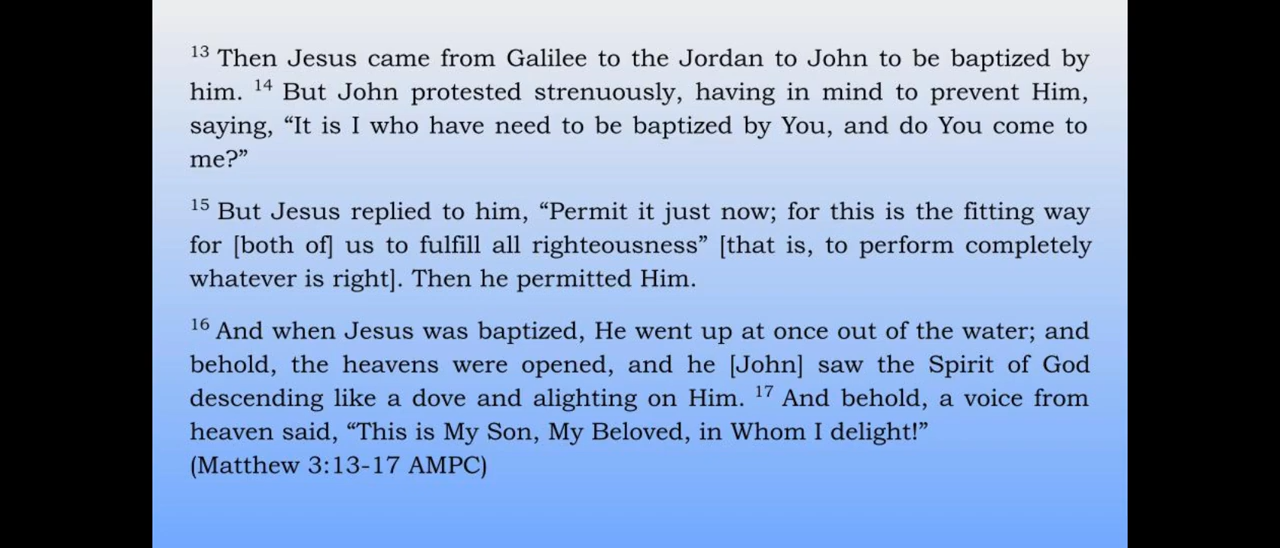 13 Then Jesus came from Galilee to the Jordan to John to be baptized by
him. 14 But John protested strenuously, having in mind to prevent Him,
saying, “It is I who have need to be baptized by You, and do You come to
me?”
15 But Jesus replied to him, “Permit it just now; for this is the fitting way
for [both of] us to fulfill all righteousness” [that is, to perform completely
whatever is right]. Then he permitted Him.
16 And when Jesus was baptized, He went up at once out of the water; and
behold, the heavens were opened, and he [John] saw the Spirit of God
descending like a dove and alighting on Him. 17 And behold, a voice from
heaven said, “This is My Son, My Beloved, in Whom I delight!”
(Matthew 3:13-17 AMPC)